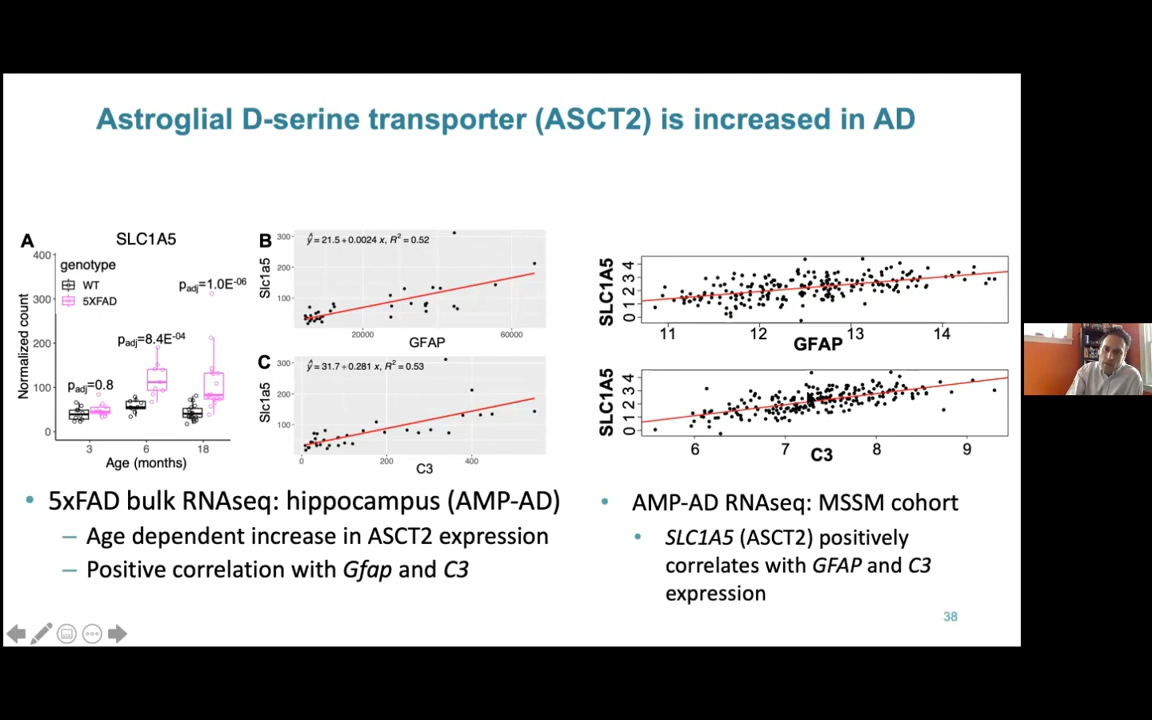 Astroglial D-serine transporter (ASCT2) is increased in AD
A
SLC1A5
genotype
WT
5XFAD
Normalized count
400
300
200
100
0
padj=0.8
padj=8.4E-04
padj=1.0E-06
3
6
18
Age (months)
B
ŷ = 21.5 + 0.0024 x, R² = 0.52
Slc1a5
300
200
100
20000
60000
GFAP
C
ŷ = 31.7 + 0.281 x, R² = 0.53
Slc1a5
300
200
100
0
200
400
C3
SLC1A5
0 1 2 3 4
11
12
13
14
GFAP
SLC1A5
0 1 2 3 4
6
7
8
9
C3
• 5xFAD bulk RNAseq: hippocampus (AMP-AD)
– Age dependent increase in ASCT2 expression
– Positive correlation with Gfap and C3
• AMP-AD RNAseq: MSSM cohort
• SLC1A5 (ASCT2) positively
correlates with GFAP and C3
expression
38